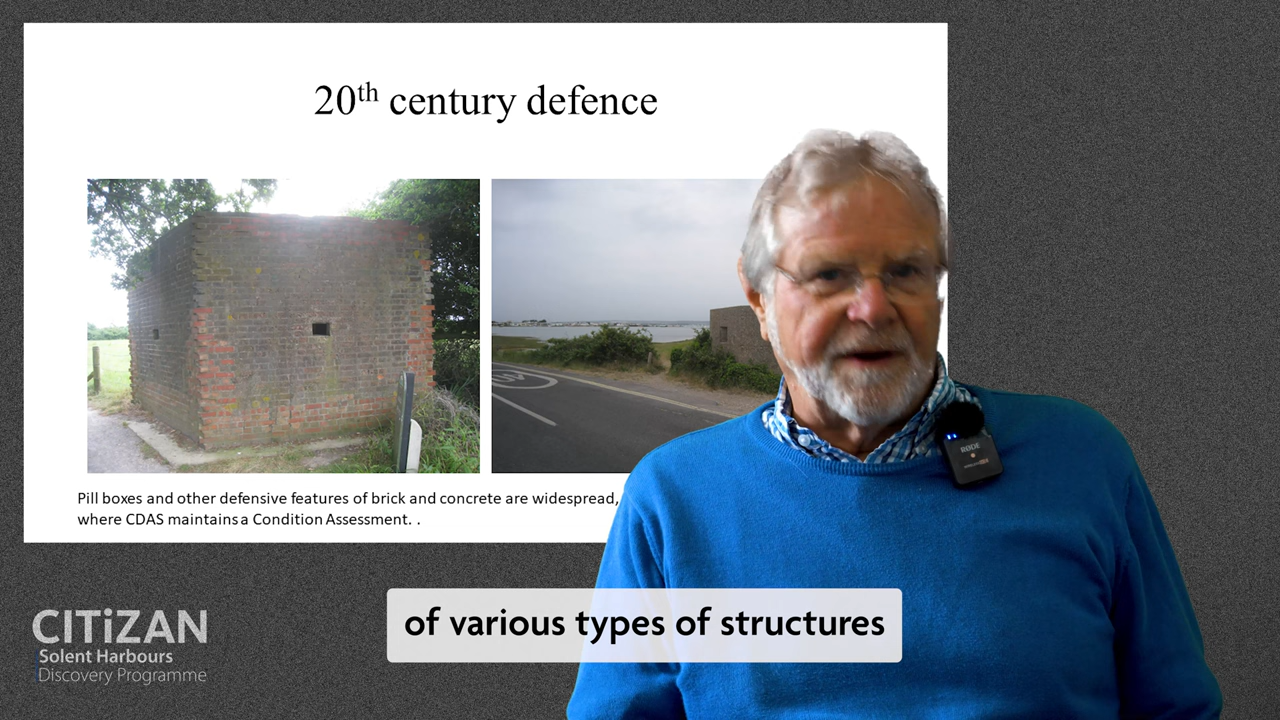 20th century defence
Pill boxes and other defensive features of brick and concrete are widespread,
where CDAS maintains a Condition Assessment. .
RØDE
of various types of structures
CITiZAN
Solent Harbours
Discovery Programme